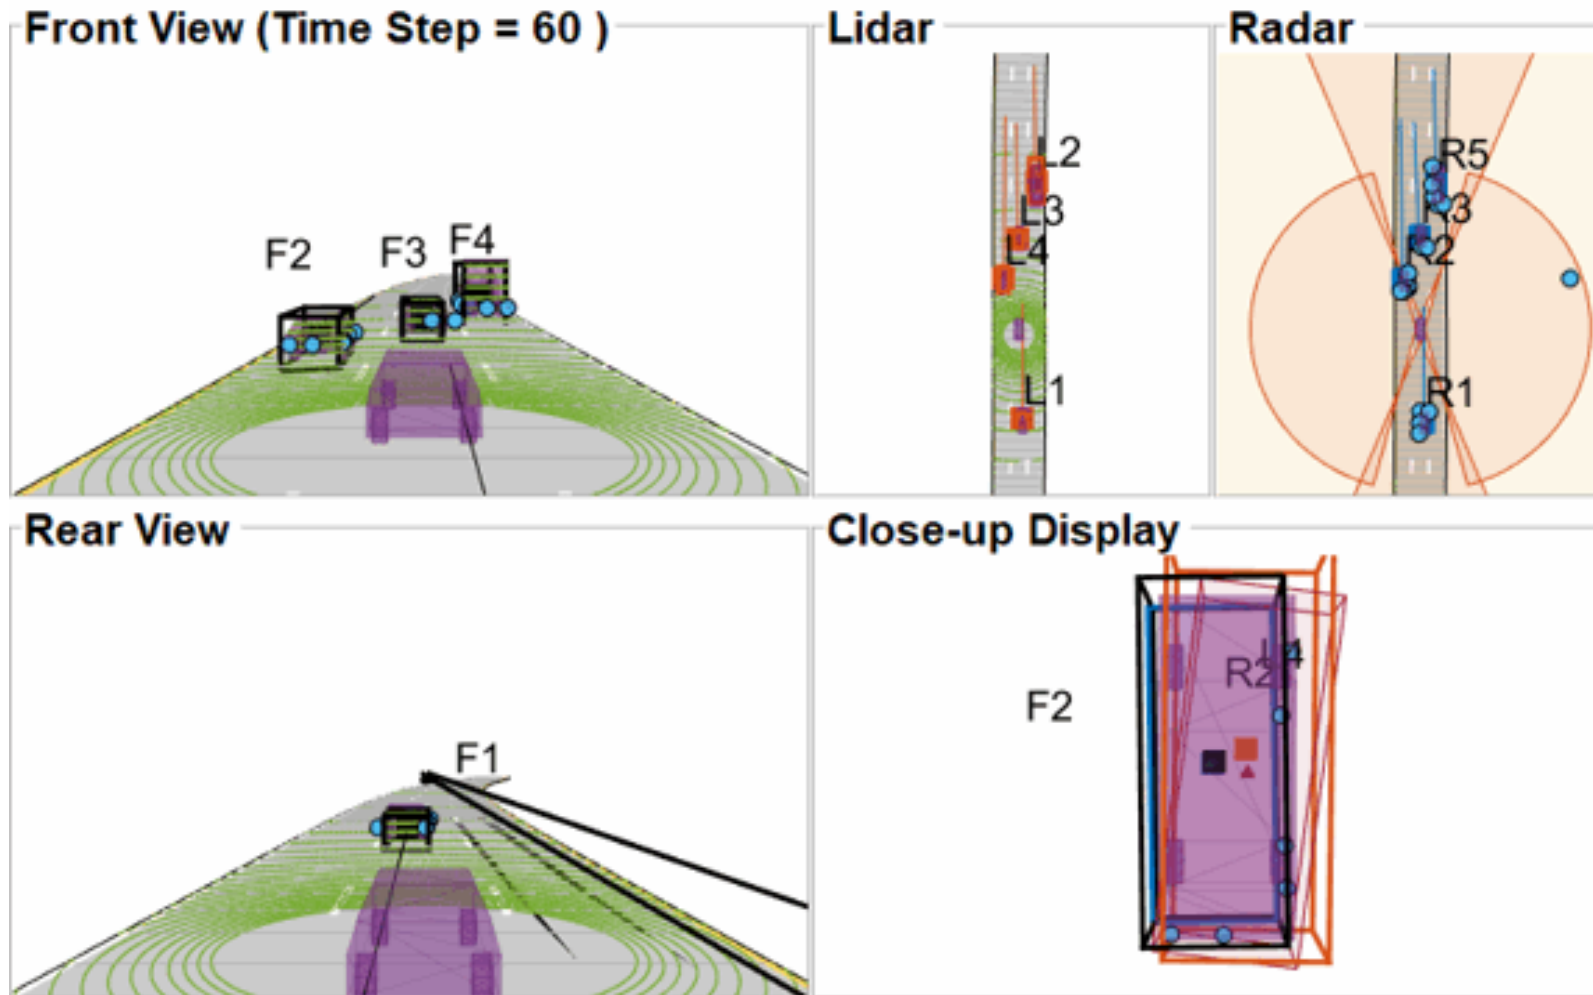 Front View (Time Step = 60 )
F2
F3
F4
Lidar
L2
L3
L4
L1
Radar
R5
R3
R2
R1
Rear View
F1
Close-up Display
F2
L4
R2